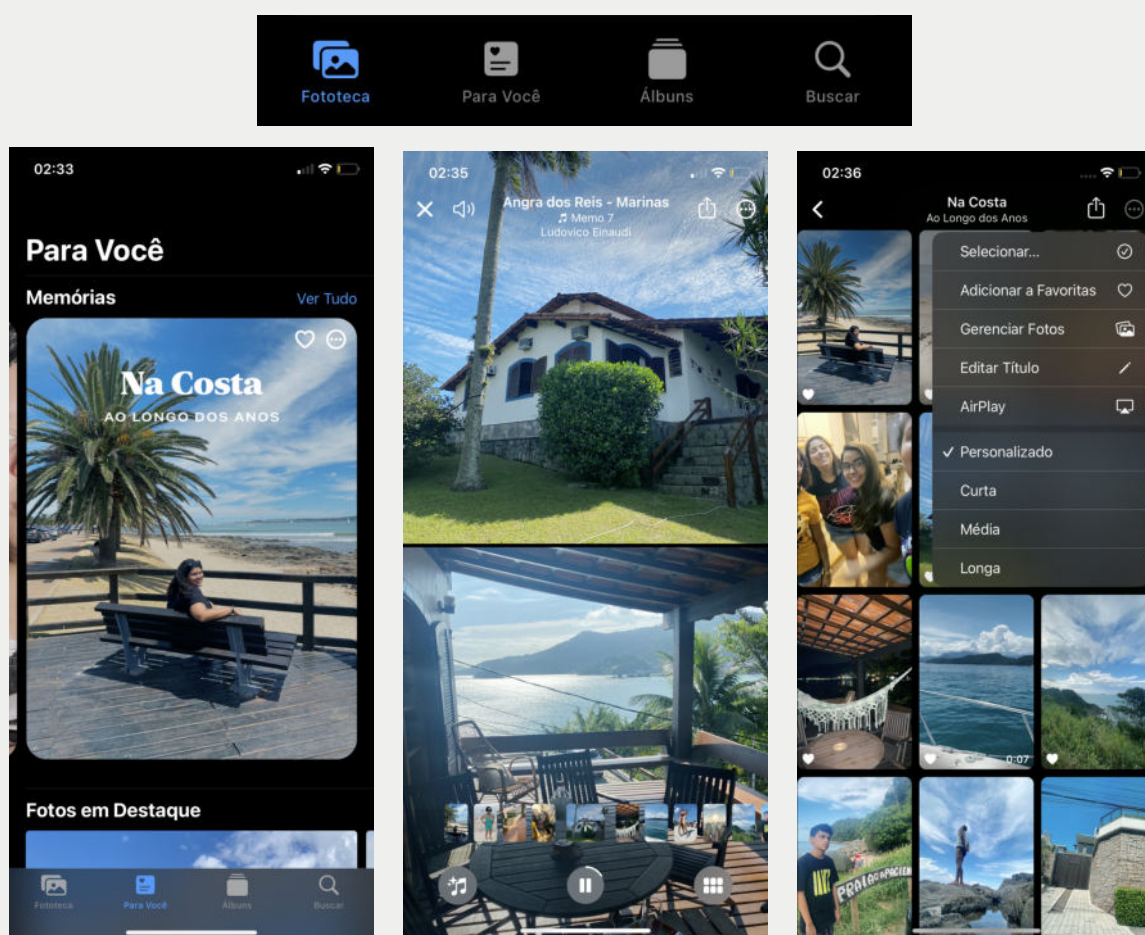 Fototeca
Para Você
Álbuns
Buscar
02:33
Para Você
Memórias
Ver Tudo
Na Costa
AO LONGO DOS ANOS
Fotos em Destaque
Fototeca
Para Você
Álbuns
Buscar
02:35
Angra dos Reis - Marinas
Memo 7
Ludovico Einaudi
02:36
Na Costa
Ao Longo dos Anos
Selecionar...
Adicionar a Favoritas
Gerenciar Fotos
Editar Título
AirPlay
Personalizado
Curta
Média
Longa
0:07